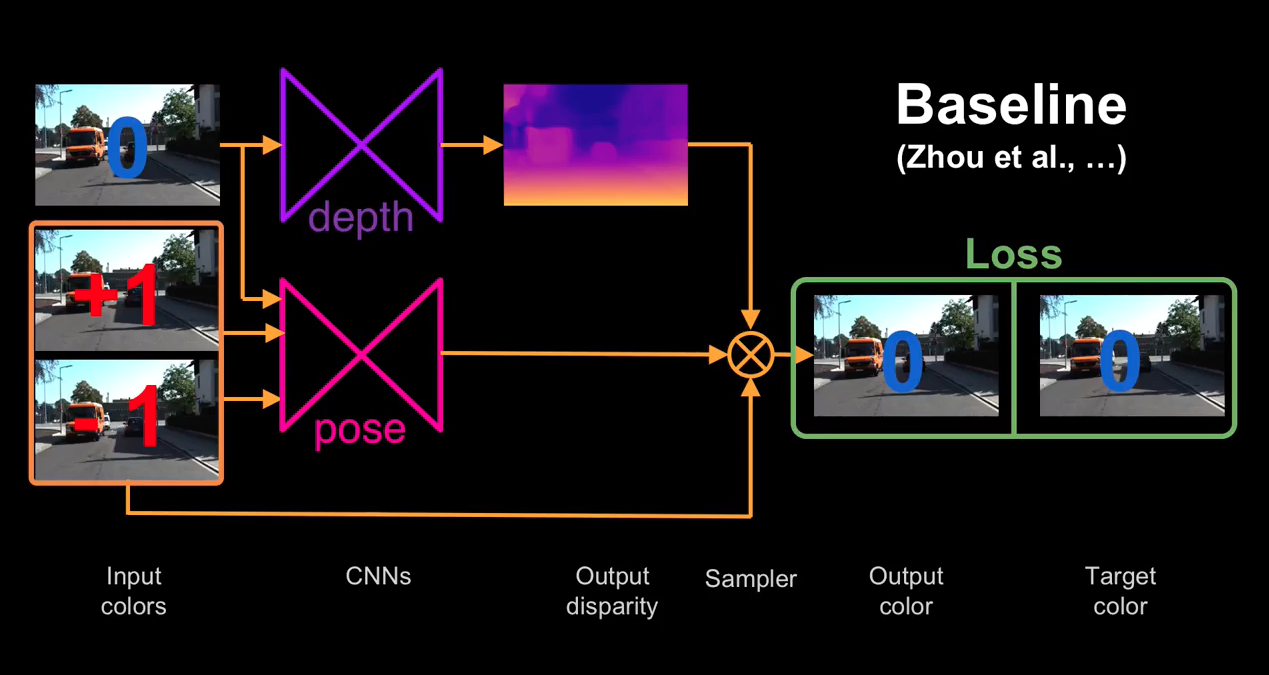 Baseline
(Zhou et al., …)
0
depth
+1
-1
pose
Loss
0
0
Input
colors
CNNs
Output
disparity
Sampler
Output
color
Target
color